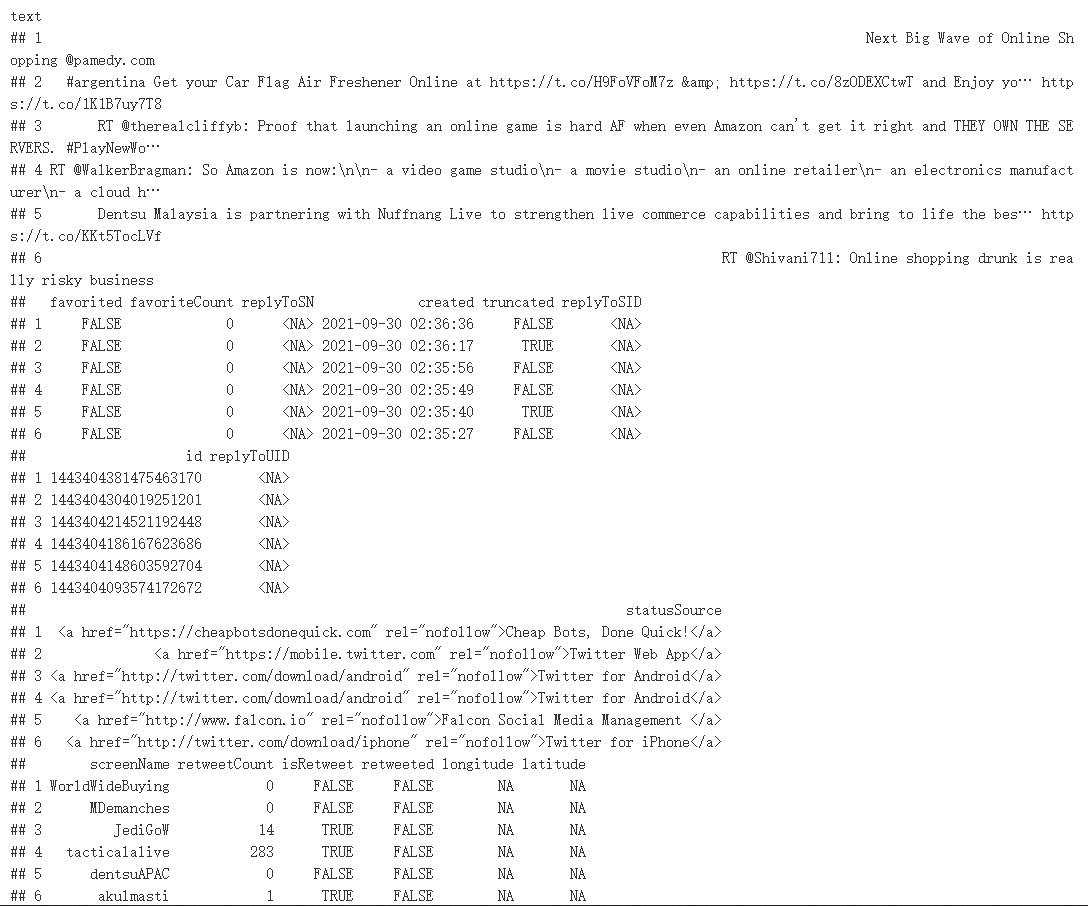 text
## 1 Next Big Wave of Online Sh
opping @pamedy.com
## 2 #argentina Get your Car Flag Air Freshener Online at https://t.co/H9FoVFoM7z &amp; https://t.co/8zODEXCtwT and Enjoy yo… http
s://t.co/1K1B7uy7T8
## 3 RT @therealcliffyb: Proof that launching an online game is hard AF when even Amazon can't get it right and THEY OWN THE SE
RVERS. #PlayNewWo…
## 4 RT @WalkerBragman: So Amazon is now:\n\n- a video game studio\n- a movie studio\n- an online retailer\n- an electronics manufact
urer\n- a cloud h…
## 5 Dentsu Malaysia is partnering with Nuffnang Live to strengthen live commerce capabilities and bring to life the bes… http
s://t.co/KKt5TocLVf
## 6 RT @Shivani711: Online shopping drunk is rea
lly risky business
## favorited favoriteCount replyToSN created truncated replyToSID
## 1 FALSE 0 <NA> 2021-09-30 02:36:36 FALSE <NA>
## 2 FALSE 0 <NA> 2021-09-30 02:36:17 TRUE <NA>
## 3 FALSE 0 <NA> 2021-09-30 02:35:56 FALSE <NA>
## 4 FALSE 0 <NA> 2021-09-30 02:35:49 FALSE <NA>
## 5 FALSE 0 <NA> 2021-09-30 02:35:40 TRUE <NA>
## 6 FALSE 0 <NA> 2021-09-30 02:35:27 FALSE <NA>
## id replyToUID
## 1 1443404381475463170 <NA>
## 2 1443404304019251201 <NA>
## 3 1443404214521192448 <NA>
## 4 1443404186167623686 <NA>
## 5 1443404148603592704 <NA>
## 6 1443404093574172672 <NA>
## statusSource
## 1 <a href="https://cheapbotsdonequick.com" rel="nofollow">Cheap Bots, Done Quick!</a>
## 2 <a href="https://mobile.twitter.com" rel="nofollow">Twitter Web App</a>
## 3 <a href="http://twitter.com/download/android" rel="nofollow">Twitter for Android</a>
## 4 <a href="http://twitter.com/download/android" rel="nofollow">Twitter for Android</a>
## 5 <a href="http://www.falcon.io" rel="nofollow">Falcon Social Media Management </a>
## 6 <a href="http://twitter.com/download/iphone" rel="nofollow">Twitter for iPhone</a>
## screenName retweetCount isRetweet retweeted longitude latitude
## 1 WorldWideBuying 0 FALSE FALSE NA NA
## 2 MDemanches 0 FALSE FALSE NA NA
## 3 JediGoW 14 TRUE FALSE NA NA
## 4 tacticalalive 283 TRUE FALSE NA NA
## 5 dentsuAPAC 0 FALSE FALSE NA NA
## 6 akulmasti 1 TRUE FALSE NA NA